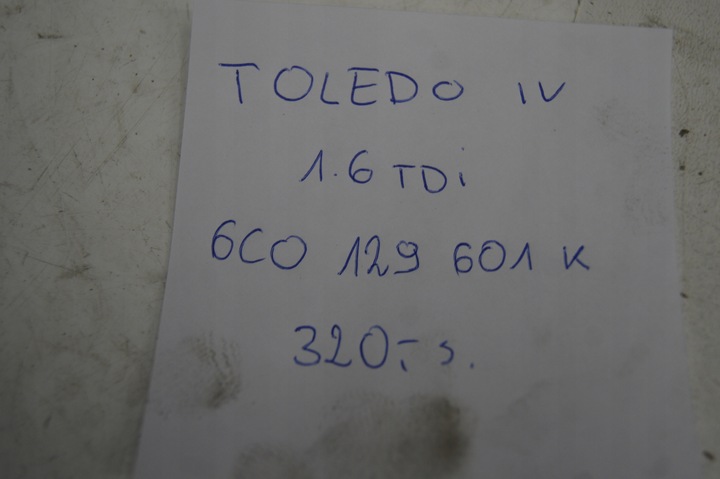 TOLEDO IV
1.6 TDi
6C0 129 601 K
320,- s.